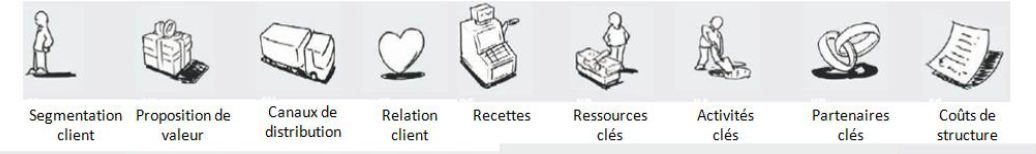 Segmentation
client
Proposition de
valeur
Canaux de
distribution
Relation
client
Recettes
Ressources
clés
Activités
clés
Partenaires
clés
Coûts de
structure